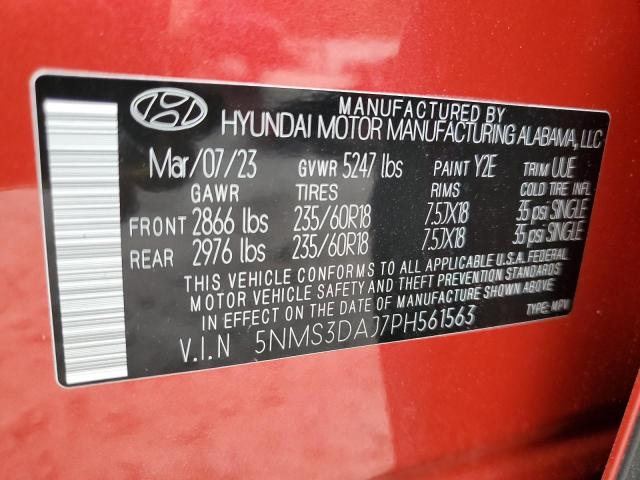 MANUFACTURED BY
HYUNDAI MOTOR MANUFACTURING ALABAMA, LLC
Mar/07/23 GVWR 5247 lbs PAINT Y2E TRIM UUE
GAWR TIRES RIMS COLD TIRE INFL
FRONT 2866 lbs 235/60R18 7.5JX18 35 psi SINGLE
REAR 2976 lbs 235/60R18 7.5JX18 35 psi SINGLE
THIS VEHICLE CONFORMS TO ALL APPLICABLE U.S.A. FEDERAL
MOTOR VEHICLE SAFETY AND THEFT PREVENTION STANDARDS
IN EFFECT ON THE DATE OF MANUFACTURE SHOWN ABOVE.
V.I.N 5NMS3DAJ7PH561563 TYPE: MPV